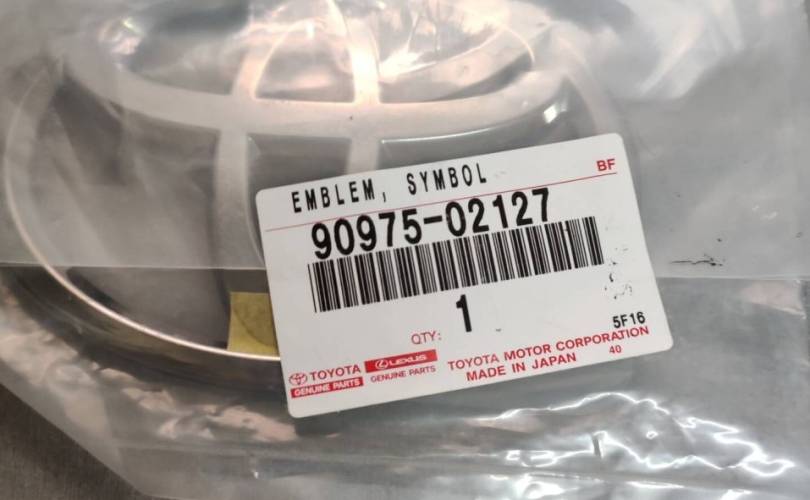 BF
EMBLEM, SYMBOL
90975-02127
1
QTY:
5F16
TOYOTA
GENUINE PARTS
LEXUS
GENUINE PARTS
TOYOTA MOTOR CORPORATION
MADE IN JAPAN
40